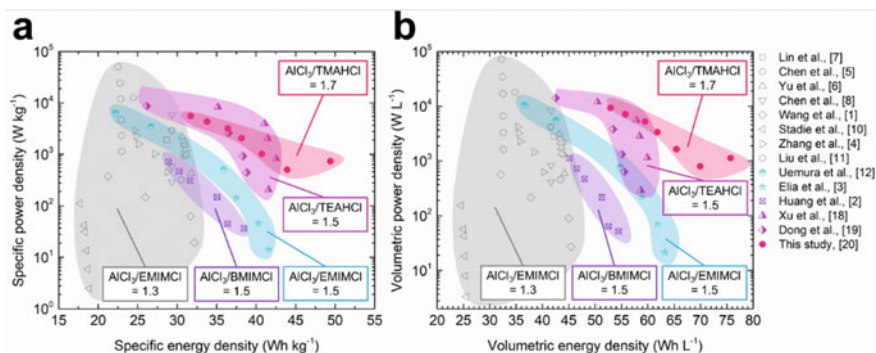 a
b
Specific power density (W kg⁻¹)
10⁵
10⁴
10³
10²
10¹
10⁰
15 20 25 30 35 40 45 50 55
Specific energy density (Wh kg⁻¹)
AlCl₃/TMAHCl
= 1.7
AlCl₃/TEAHCl
= 1.5
AlCl₃/EMIMCl
= 1.3
AlCl₃/BMIMCl
= 1.5
AlCl₃/EMIMCl
= 1.5
Volumetric power density (W L⁻¹)
10⁵
10⁴
10³
10²
10¹
20 25 30 35 40 45 50 55 60 65 70 75 80
Volumetric energy density (Wh L⁻¹)
AlCl₃/TMAHCl
= 1.7
AlCl₃/TEAHCl
= 1.5
AlCl₃/EMIMCl
= 1.3
AlCl₃/BMIMCl
= 1.5
AlCl₃/EMIMCl
= 1.5
Lin et al., [7]
Chen et al., [5]
Yu et al., [6]
Chen et al., [8]
Wang et al., [1]
Stadie et al., [10]
Zhang et al., [4]
Liu et al., [11]
Uemura et al., [12]
Elia et al., [3]
Huang et al., [2]
Xu et al., [18]
Dong et al., [19]
This study, [20]